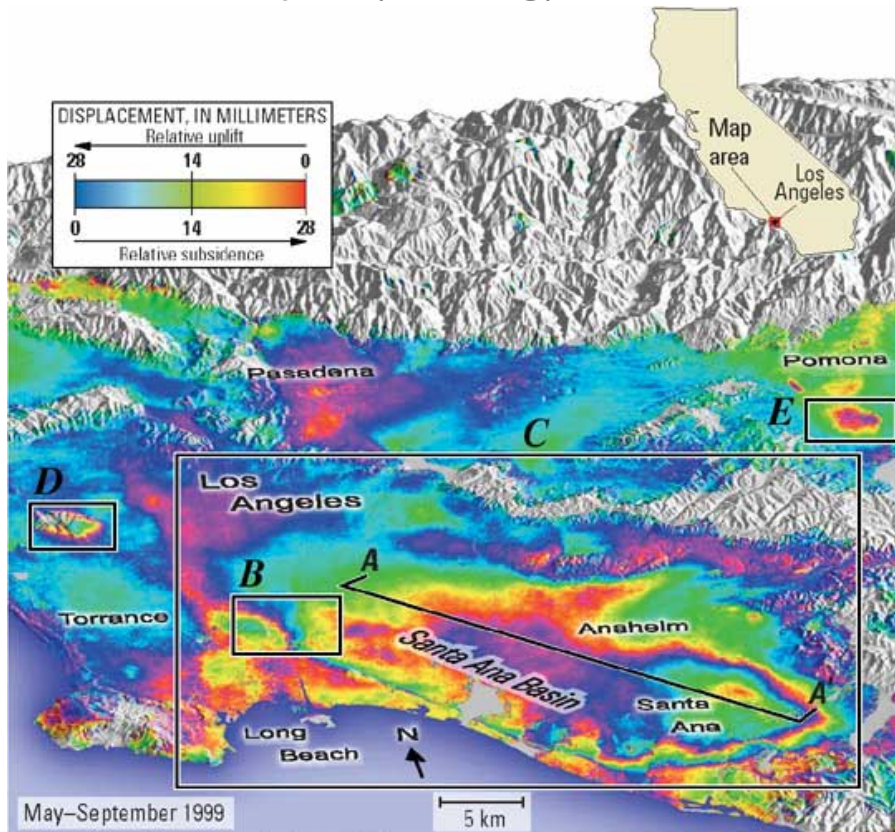 DISPLACEMENT, IN MILLIMETERS
Relative uplift
28 14 0
0 14 28
Relative subsidence
Map
area
Los
Angeles
Pasadena
Pomona
E
C
D
Los
Angeles
B
A
Torrance
Anaheim
Santa Ana Basin
Santa
Ana
A'
Long
Beach
N
May–September 1999
5 km